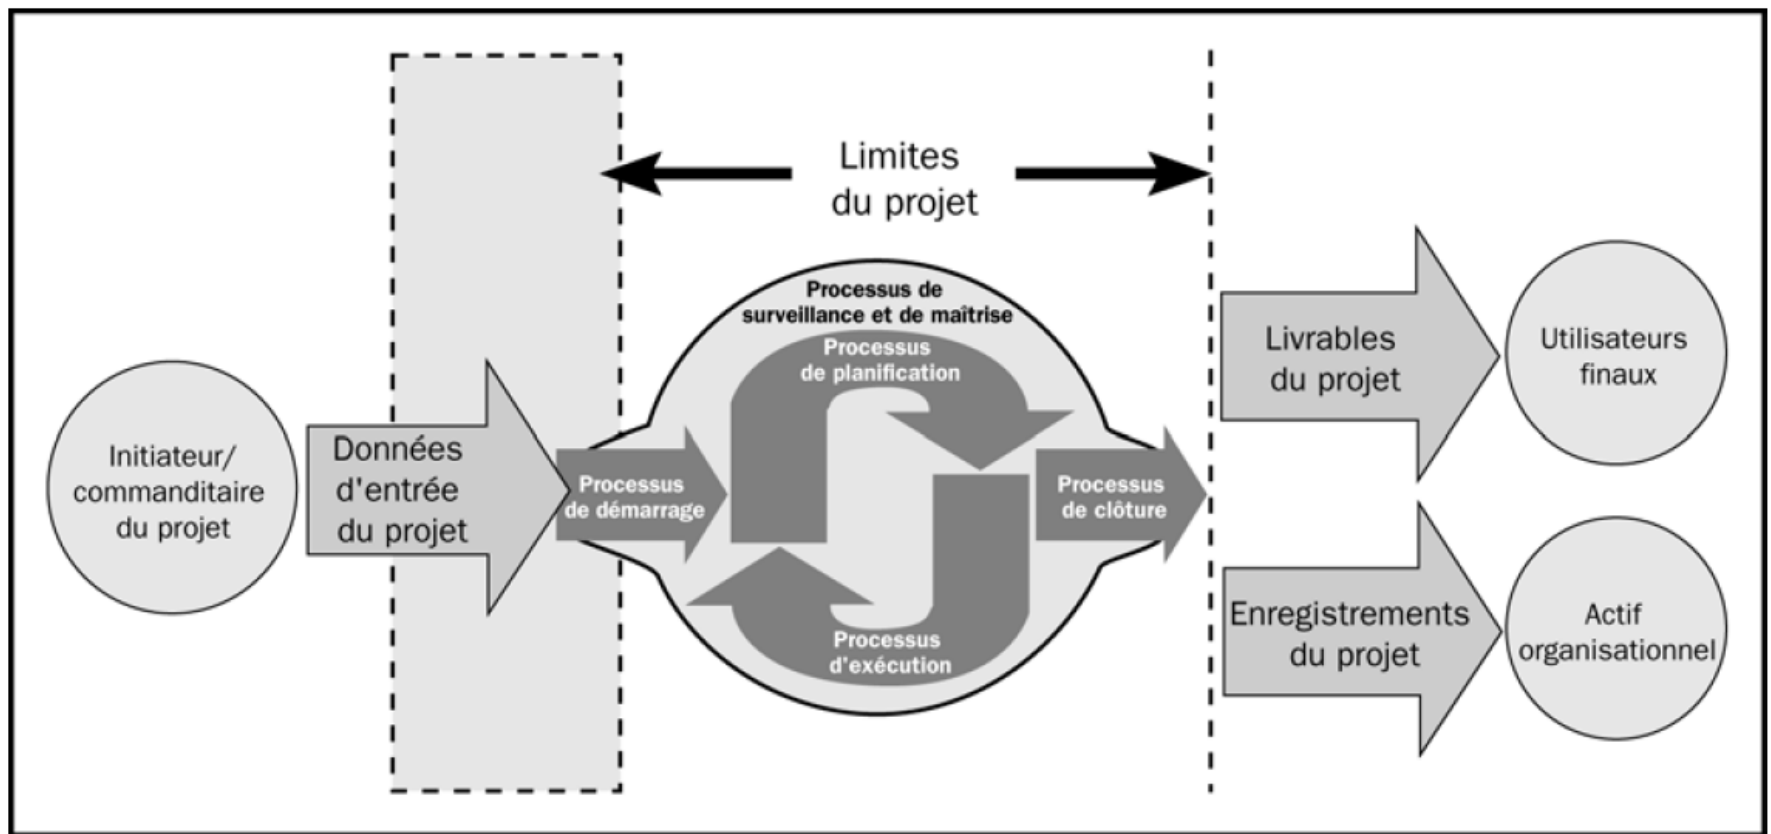 Limites
du projet
Initiateur/
commanditaire
du projet
Données
d'entrée
du projet
Processus
de démarrage
Processus de
surveillance et de maîtrise
Processus
de planification
Processus
d'exécution
Processus
de clôture
Livrables
du projet
Utilisateurs
finaux
Enregistrements
du projet
Actif
organisationnel